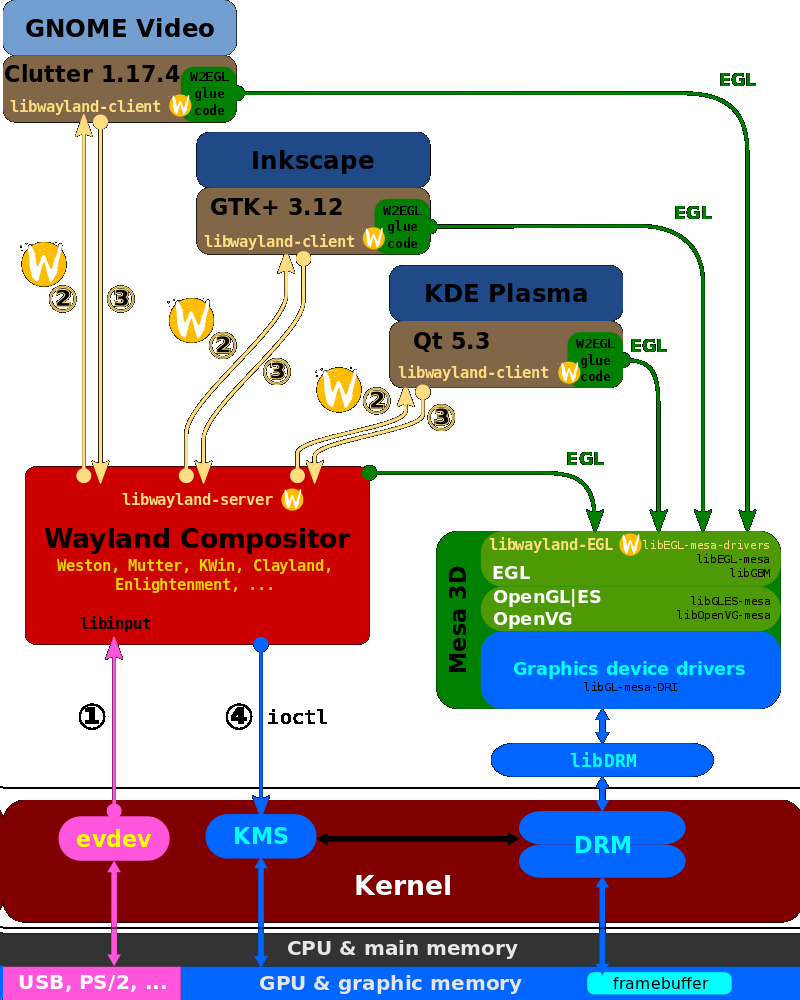 GNOME Video
Clutter 1.17.4
libwayland-client
W
W2EGL
glue
code
EGL
Inkscape
GTK+ 3.12
libwayland-client
W
W2EGL
glue
code
EGL
W
②
③
KDE Plasma
Qt 5.3
libwayland-client
W
W2EGL
glue
code
EGL
W
②
③
W
②
③
EGL
libwayland-server
W
Wayland Compositor
Weston, Mutter, KWin, Clayland,
Enlightenment, ...
libinput
Mesa 3D
libwayland-EGL
W
libEGL-mesa-drivers
libEGL-mesa
libGBM
EGL
OpenGL|ES
OpenVG
libGLES-mesa
libOpenVG-mesa
Graphics device drivers
libGL-mesa-DRI
①
④
ioctl
libDRM
evdev
KMS
DRM
Kernel
CPU & main memory
USB, PS/2, ...
GPU & graphic memory
framebuffer